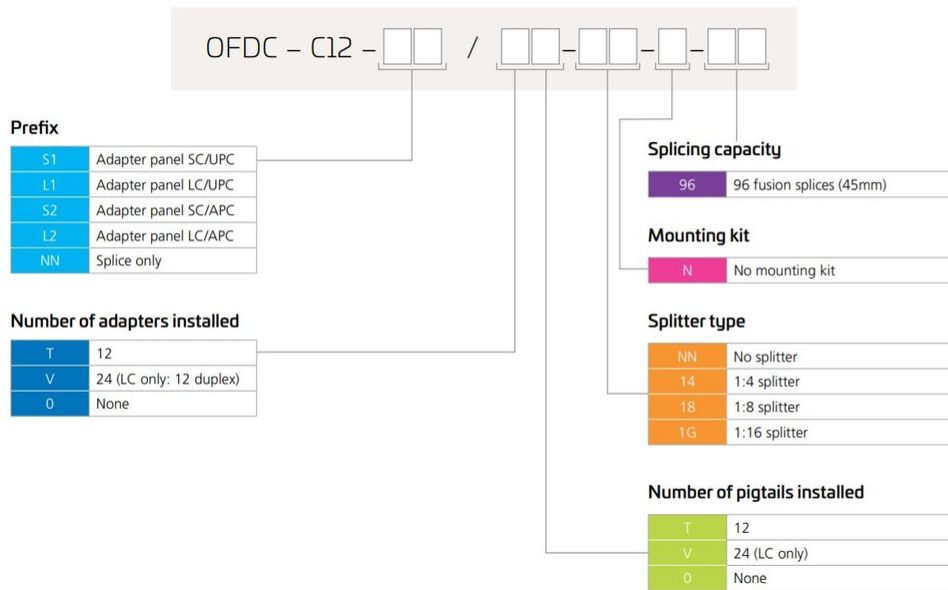 OFDC – C12 – / – – –
Prefix
S1 Adapter panel SC/UPC
L1 Adapter panel LC/UPC
S2 Adapter panel SC/APC
L2 Adapter panel LC/APC
NN Splice only
Number of adapters installed
T 12
V 24 (LC only: 12 duplex)
0 None
Splicing capacity
96 96 fusion splices (45mm)
Mounting kit
N No mounting kit
Splitter type
NN No splitter
14 1:4 splitter
18 1:8 splitter
1G 1:16 splitter
Number of pigtails installed
T 12
V 24 (LC only)
0 None